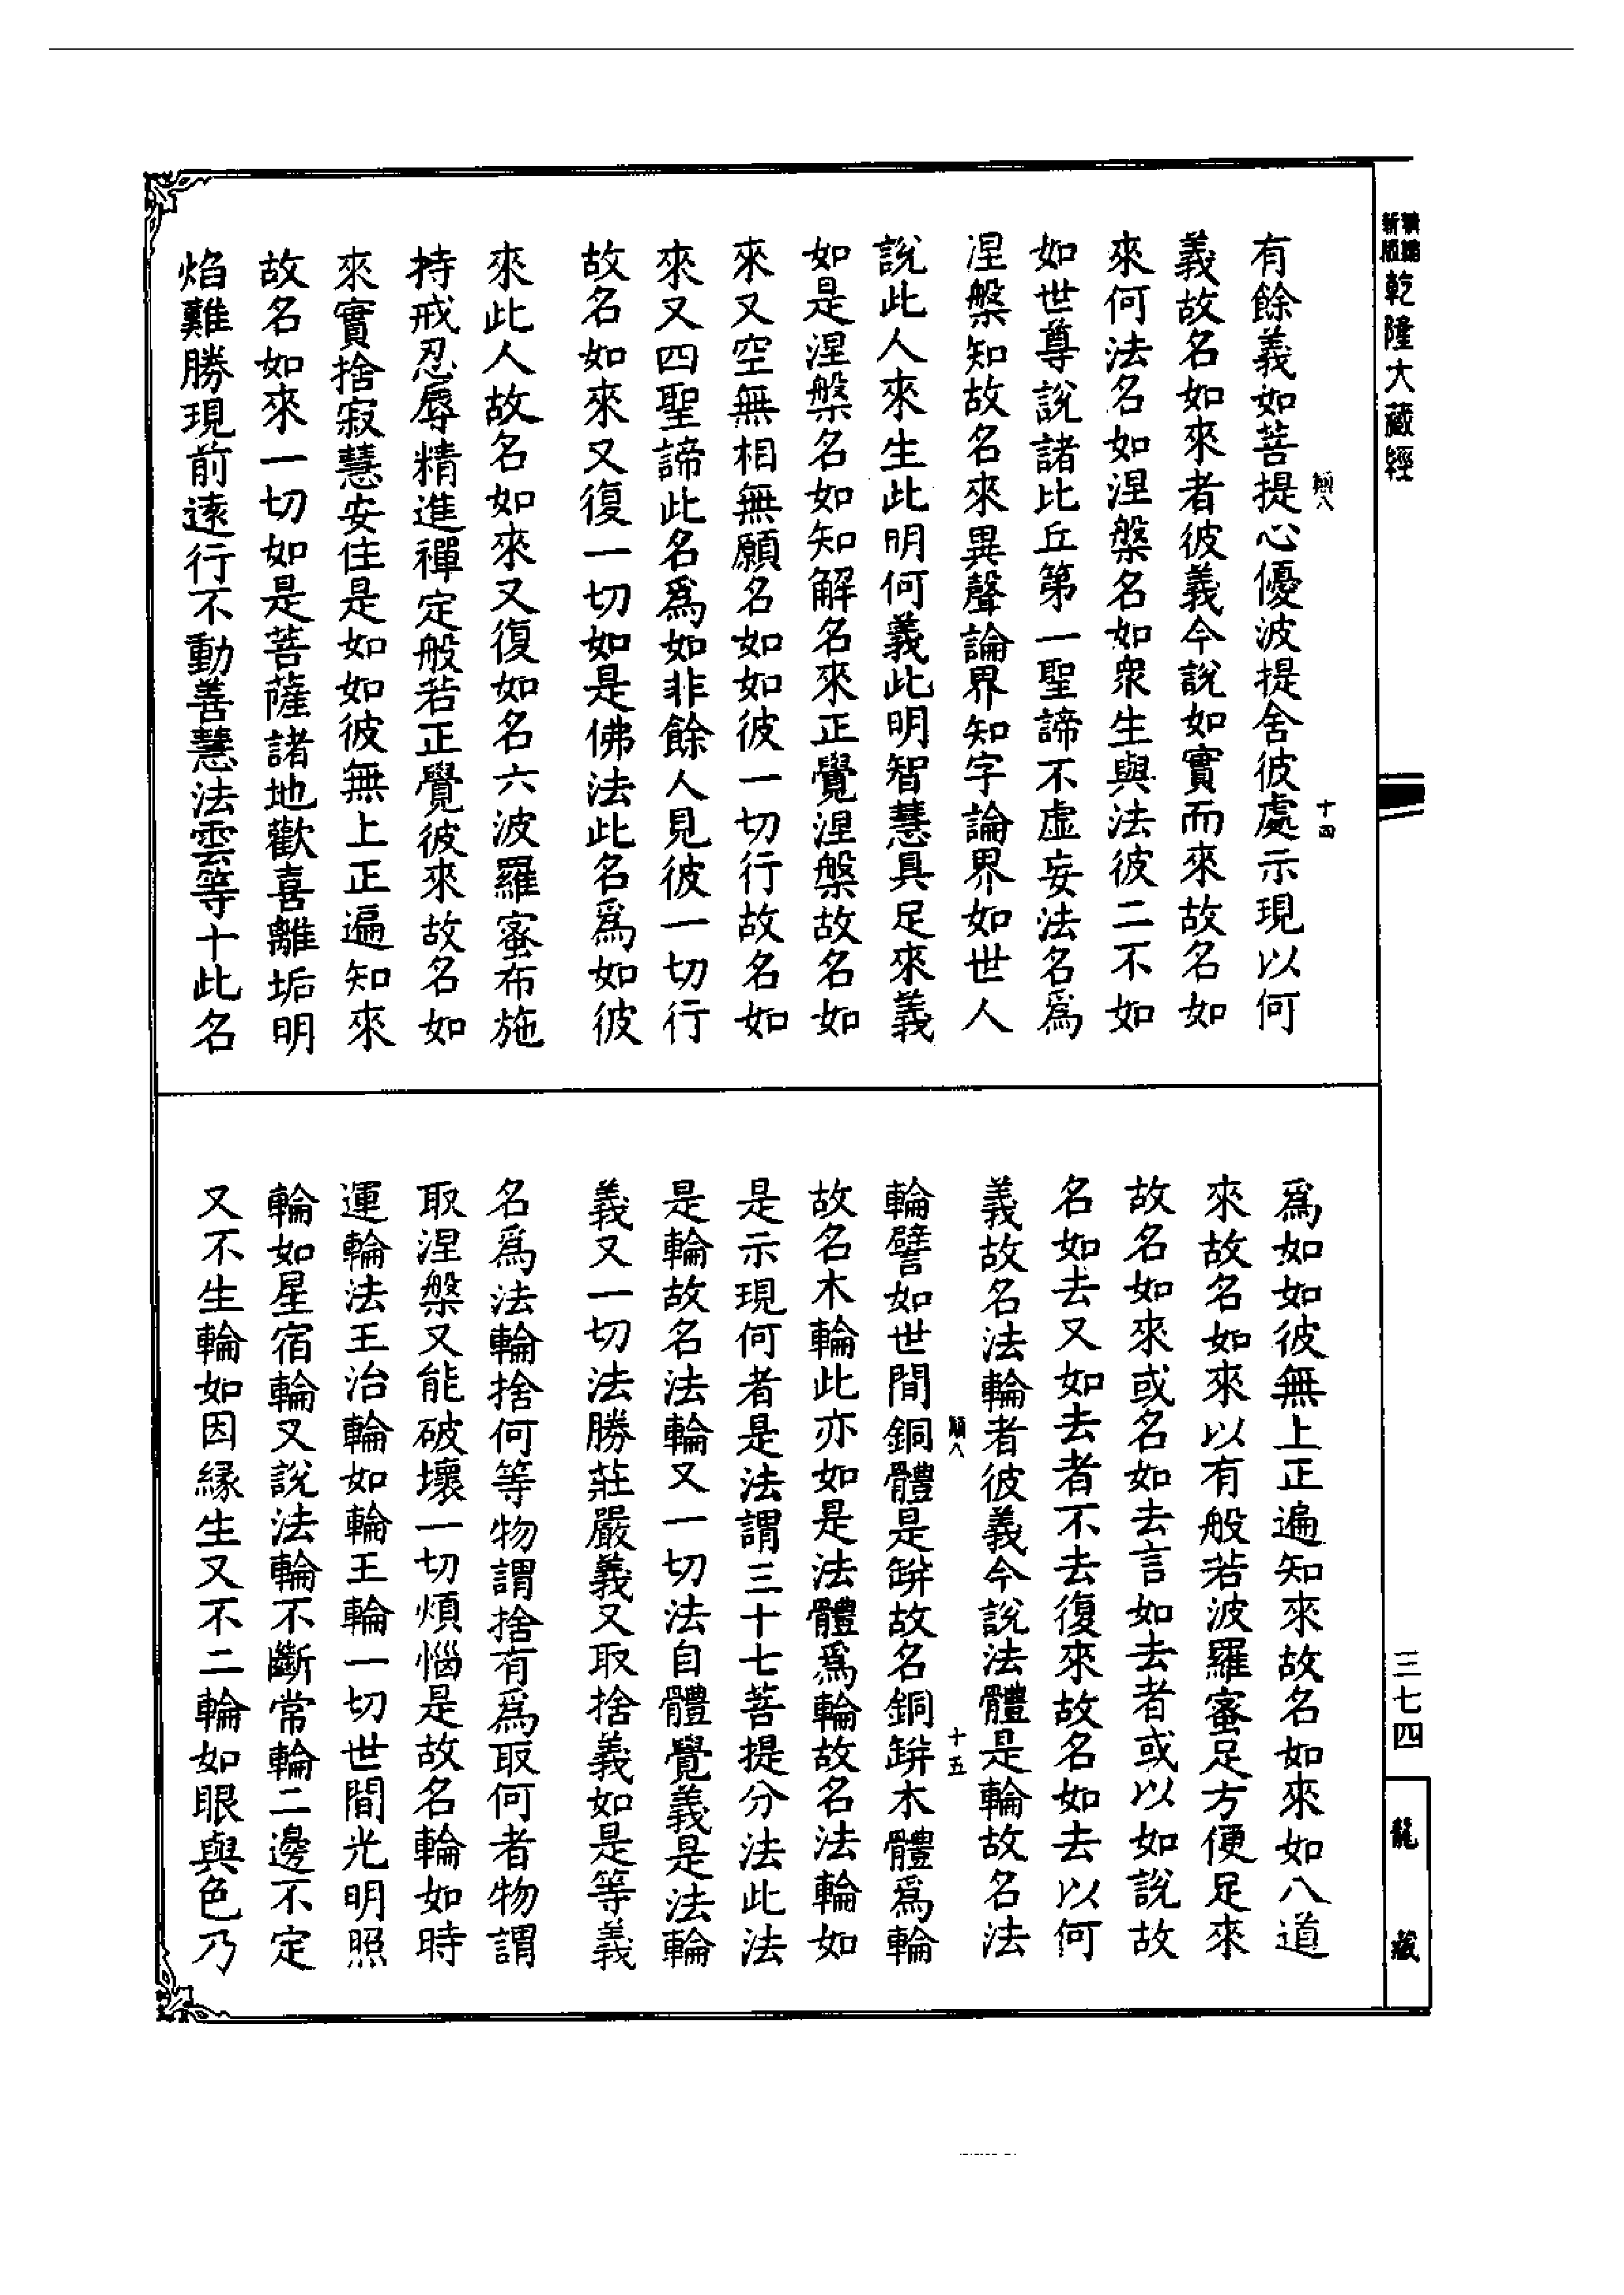 新編
新版
乾隆大藏經
有餘義如菩提心優波提舍彼處示現以何
義故名如來者彼義今說如實而來故名如
來何法名如涅槃名如眾生與法彼二不如
如世尊說諸比丘第一聖諦不虛妄法名爲
涅槃知故名來異聲論界知字論界如世人
說此人來生此明何義此明智慧具足來義
如是涅槃名如知解名來正覺涅槃故名如
來又空無相無願名如如彼一切行故名如
來又四聖諦此名爲如非餘人見彼一切行
故名如來又復一切如是佛法此名爲如彼
來此人故名如來又復如名六波羅蜜布施
持戒忍辱精進禪定般若正覺彼來故名如
來實捨寂慧安住是如如彼無上正遍知來
故名如來一切如是菩薩諸地歡喜離垢明
焰難勝現前遠行不動善慧法雲等十此名
十四
爲如如彼無上正遍知來故名如來如八道
來故名如來以有般若波羅蜜足方便足來
故名如來或名如去言如去者或以如說故
名如去又如去者不去復來故名如去以何
義故名法輪者彼義今說法體是輪故名法
輪譬如世間銅體是缾故名銅缾木體爲輪
故名木輪此亦如是法體爲輪故名法輪如
是示現何者是法謂三十七菩提分法此法
是輪故名法輪又一切法自體覺義是法輪
義又一切法勝莊嚴義又取捨義如是等義
名爲法輪捨何等物謂捨有爲取何者物謂
取涅槃又能破壞一切煩惱是故名輪如時
運輪法王治輪如輪王輪一切世間光明照
輪如星宿輪又說法輪不斷常輪二邊不定
又不生輪如因緣生又不二輪如眼與色乃
十五
三七四
龍藏